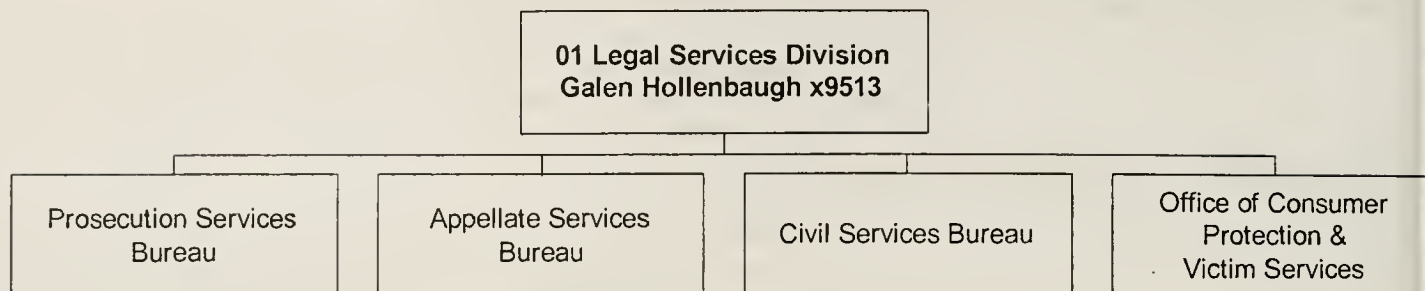 01 Legal Services Division
Galen Hollenbaugh x9513
Prosecution Services
Bureau
Appellate Services
Bureau
Civil Services Bureau
Office of Consumer
Protection &
Victim Services